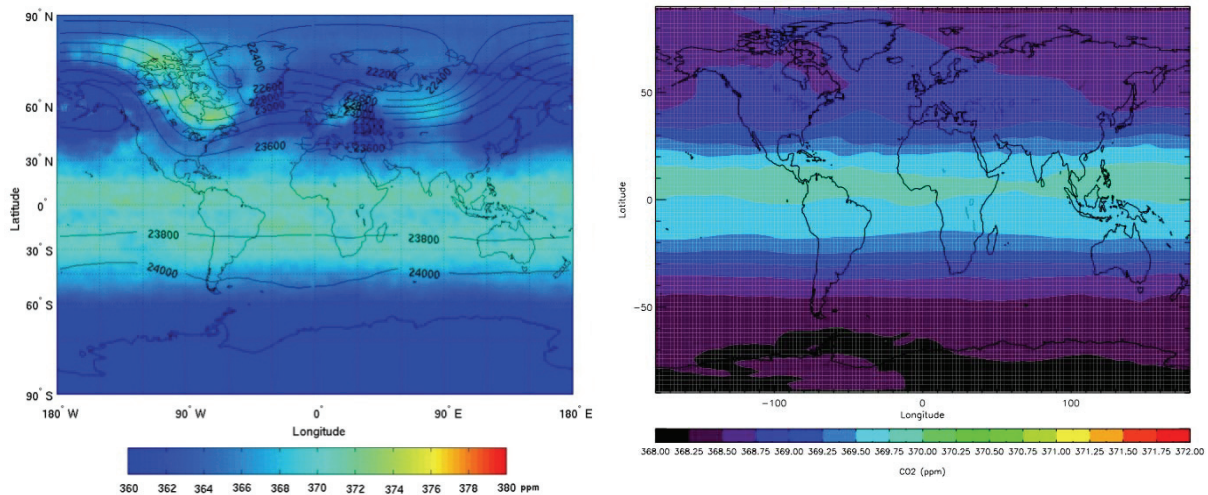 90° N
60° N
30° N
0°
30° S
60° S
90° S
Latitude
22400
22200
22400
23600
23600
23800
23800
24000
24000
180° W
90° W
0°
90° E
180° E
Longitude
360 362 364 366 368 370 372 374 376 378 380 ppm
50
0
-50
Latitude
-100 0 100
Longitude
368.00 368.25 368.50 368.75 369.00 369.25 369.50 369.75 370.00 370.25 370.50 370.75 371.00 371.25 371.50 371.75 372.00
CO2 (ppm)